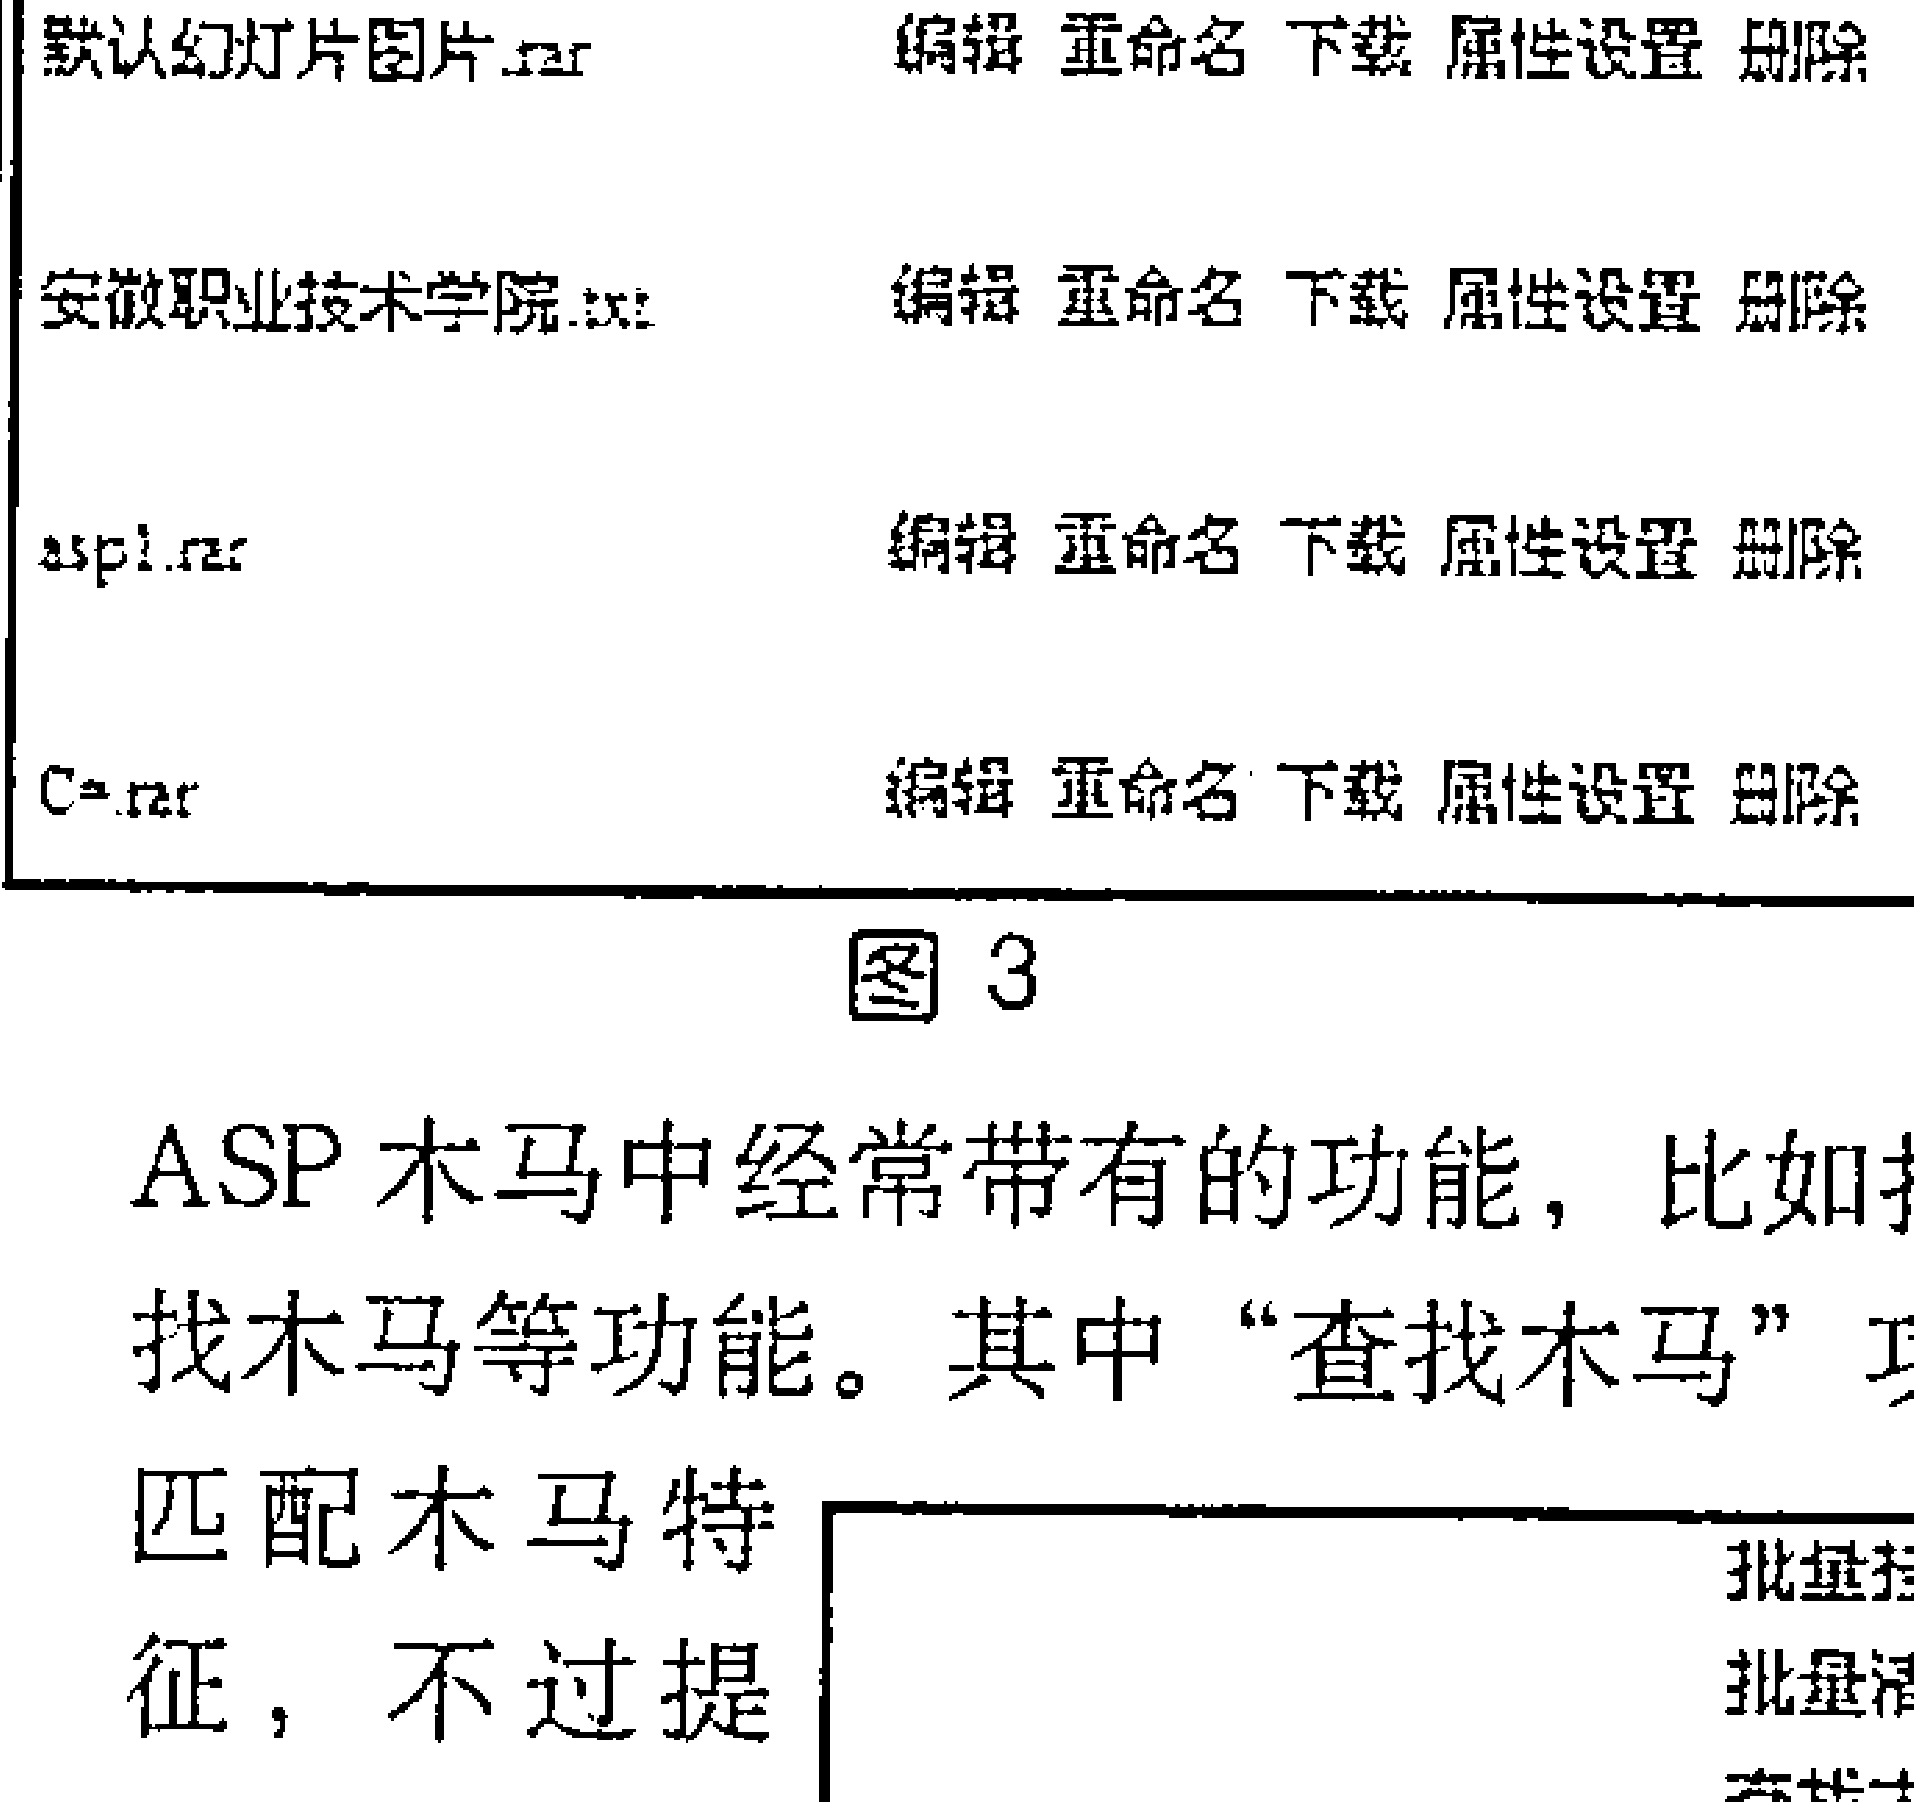 默认幻灯片图片.rar 编辑 重命名 下载 属性设置 删除
安徽职业技术学院.txt 编辑 重命名 下载 属性设置 删除
asp1.rar 编辑 重命名 下载 属性设置 删除
编辑 重命名 下载 属性设置 删除
图 3
ASP 木马中经常带有的功能，比如
找木马等功能。其中“查找木马”
匹配木马特
征，不过提
批量
批量